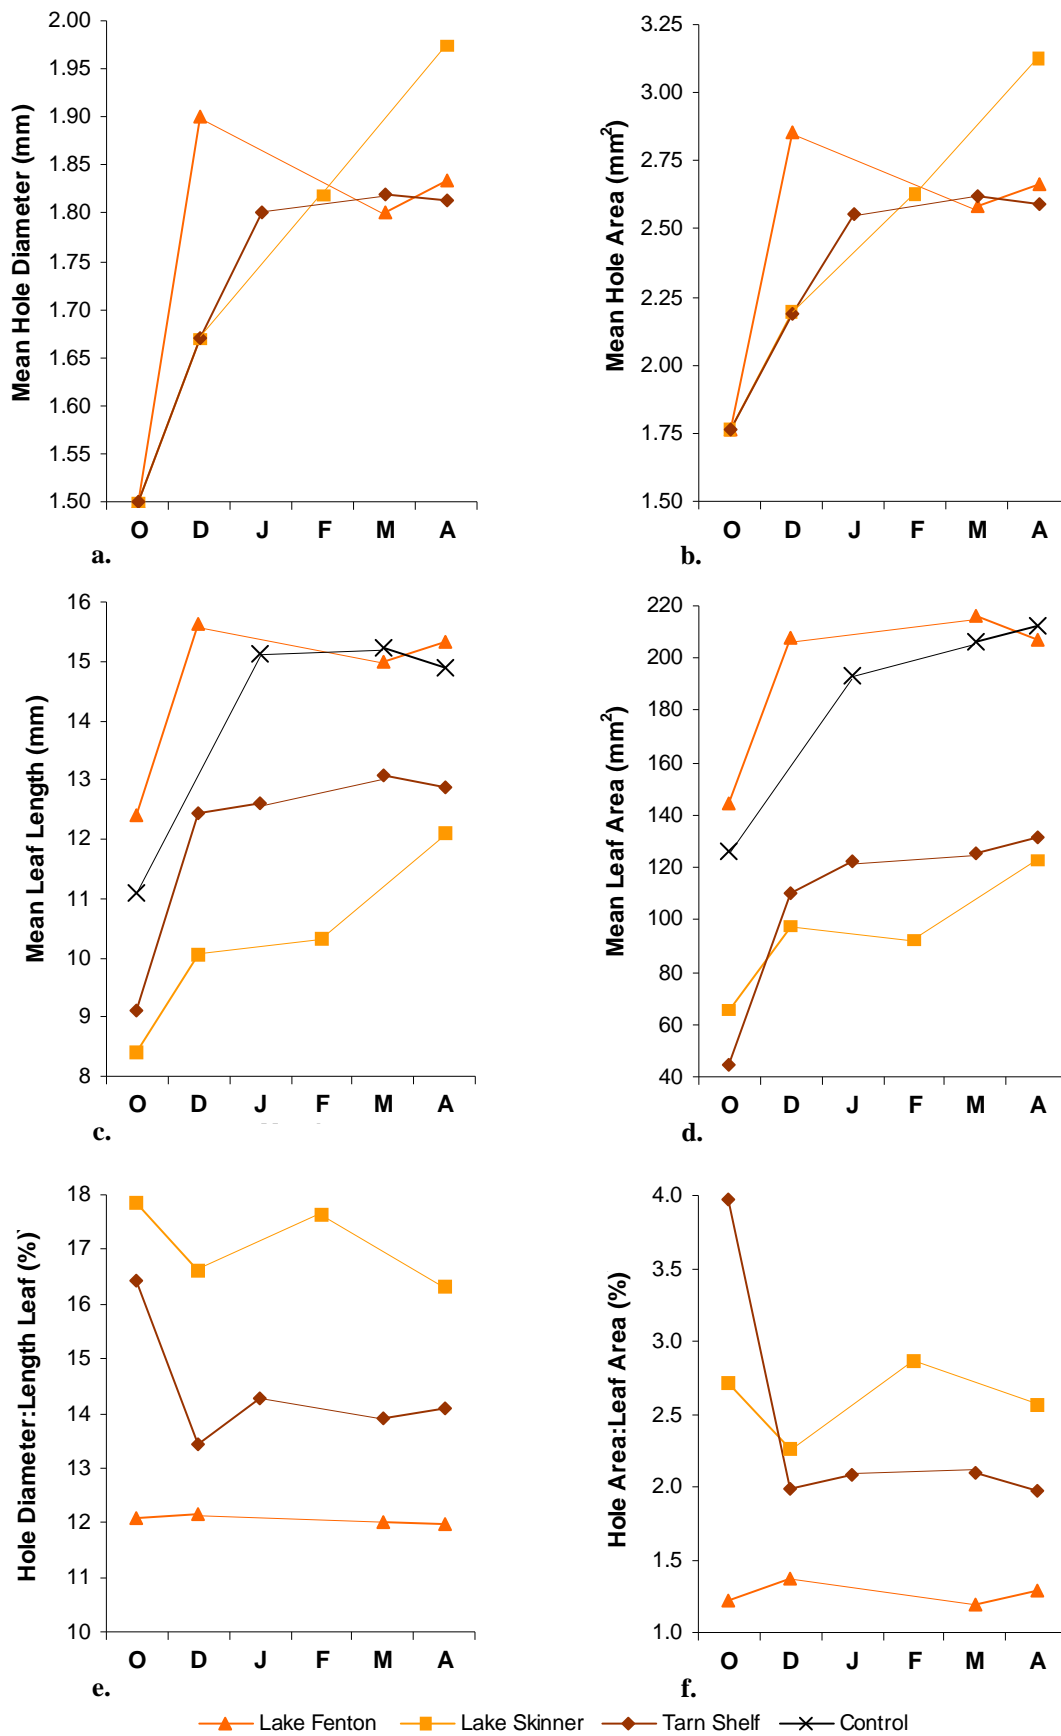 Mean Hole Diameter (mm)
2.00
1.95
1.90
1.85
1.80
1.75
1.70
1.65
1.60
1.55
1.50
O D J F M A
a.
Mean Hole Area (mm²)
3.25
3.00
2.75
2.50
2.25
2.00
1.75
1.50
O D J F M A
b.
Mean Leaf Length (mm)
16
15
14
13
12
11
10
9
8
O D J F M A
c.
Mean Leaf Area (mm²)
220
200
180
160
140
120
100
80
60
40
O D J F M A
d.
Hole Diameter:Length Leaf (%)
18
17
16
15
14
13
12
11
10
O D J F M A
e.
Hole Area:Leaf Area (%)
4.0
3.5
3.0
2.5
2.0
1.5
1.0
O D J F M A
f.
Lake Fenton Lake Skinner Tarn Shelf Control